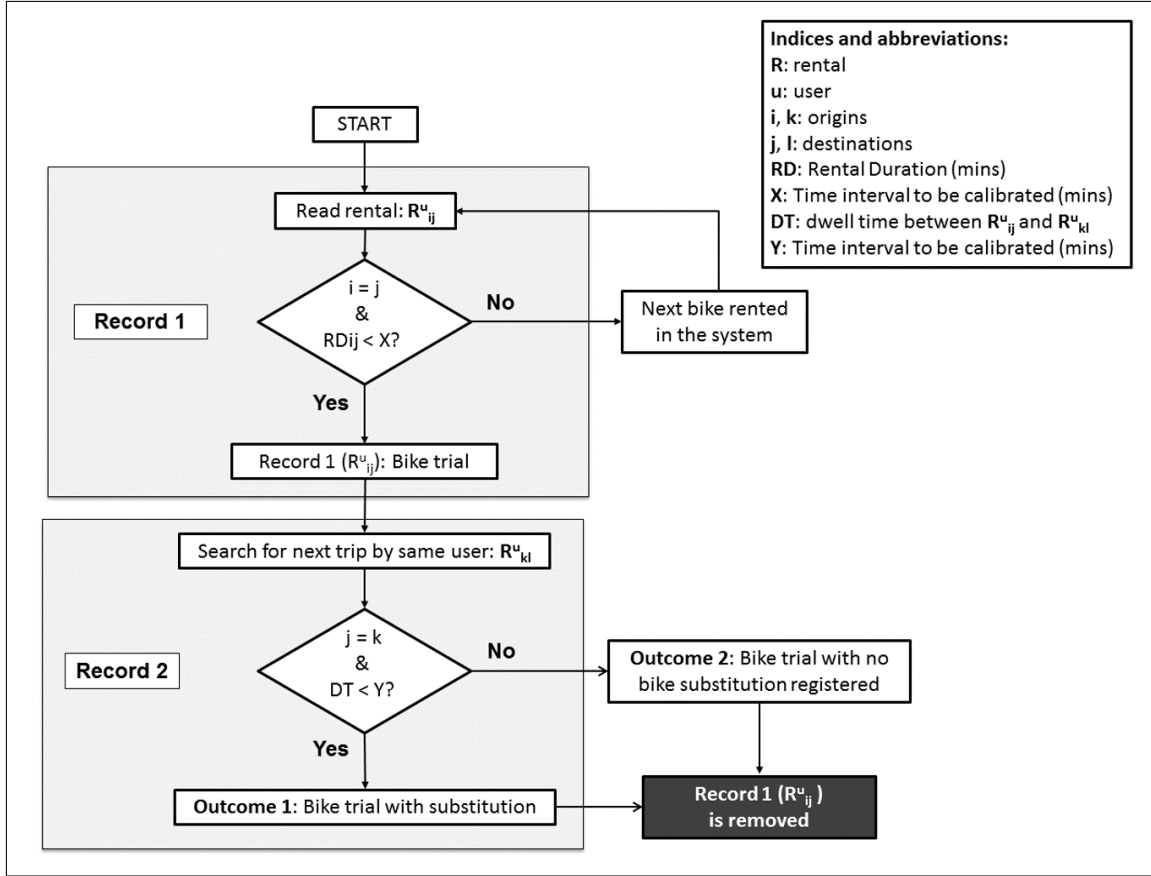 Indices and abbreviations:
R: rental
u: user
i, k: origins
j, l: destinations
RD: Rental Duration (mins)
X: Time interval to be calibrated (mins)
DT: dwell time between Rᵘij and Rᵘkl
Y: Time interval to be calibrated (mins)
START
Read rental: Rᵘij
i = j
&
RDij < X?
No
Next bike rented
in the system
Record 1
Yes
Record 1 (Rᵘij): Bike trial
Search for next trip by same user: Rᵘkl
j = k
&
DT < Y?
No
Outcome 2: Bike trial with no
bike substitution registered
Record 2
Yes
Outcome 1: Bike trial with substitution
Record 1 (Rᵘij )
is removed